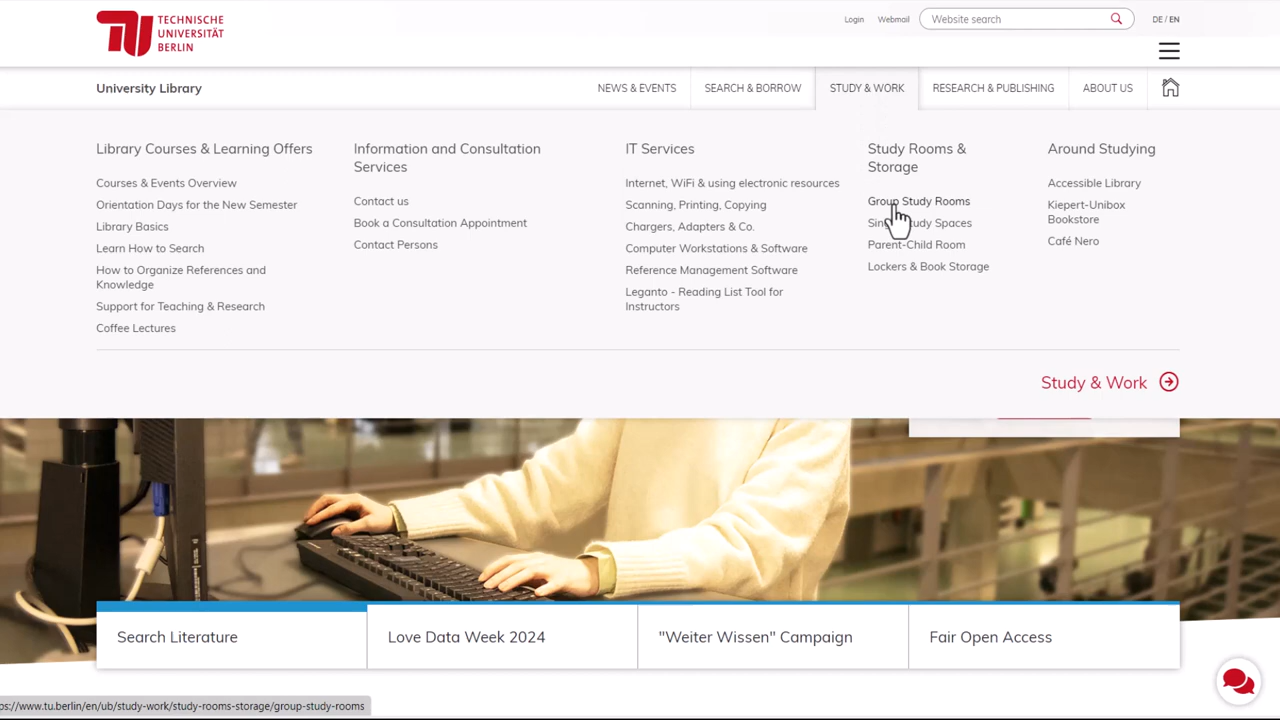 TECHNISCHE
UNIVERSITÄT
BERLIN
Login
Webmail
Website search
DE / EN
University Library
NEWS & EVENTS
SEARCH & BORROW
STUDY & WORK
RESEARCH & PUBLISHING
ABOUT US
Library Courses & Learning Offers
Courses & Events Overview
Orientation Days for the New Semester
Library Basics
Learn How to Search
How to Organize References and
Knowledge
Support for Teaching & Research
Coffee Lectures
Information and Consultation
Services
Contact us
Book a Consultation Appointment
Contact Persons
IT Services
Internet, WiFi & using electronic resources
Scanning, Printing, Copying
Chargers, Adapters & Co.
Computer Workstations & Software
Reference Management Software
Leganto - Reading List Tool for
Instructors
Study Rooms &
Storage
Group Study Rooms
Single Study Spaces
Parent-Child Room
Lockers & Book Storage
Around Studying
Accessible Library
Kiepert-Unibox
Bookstore
Café Nero
Study & Work
Search Literature
Love Data Week 2024
"Weiter Wissen" Campaign
Fair Open Access
ps://www.tu.berlin/en/ub/study-work/study-rooms-storage/group-study-rooms